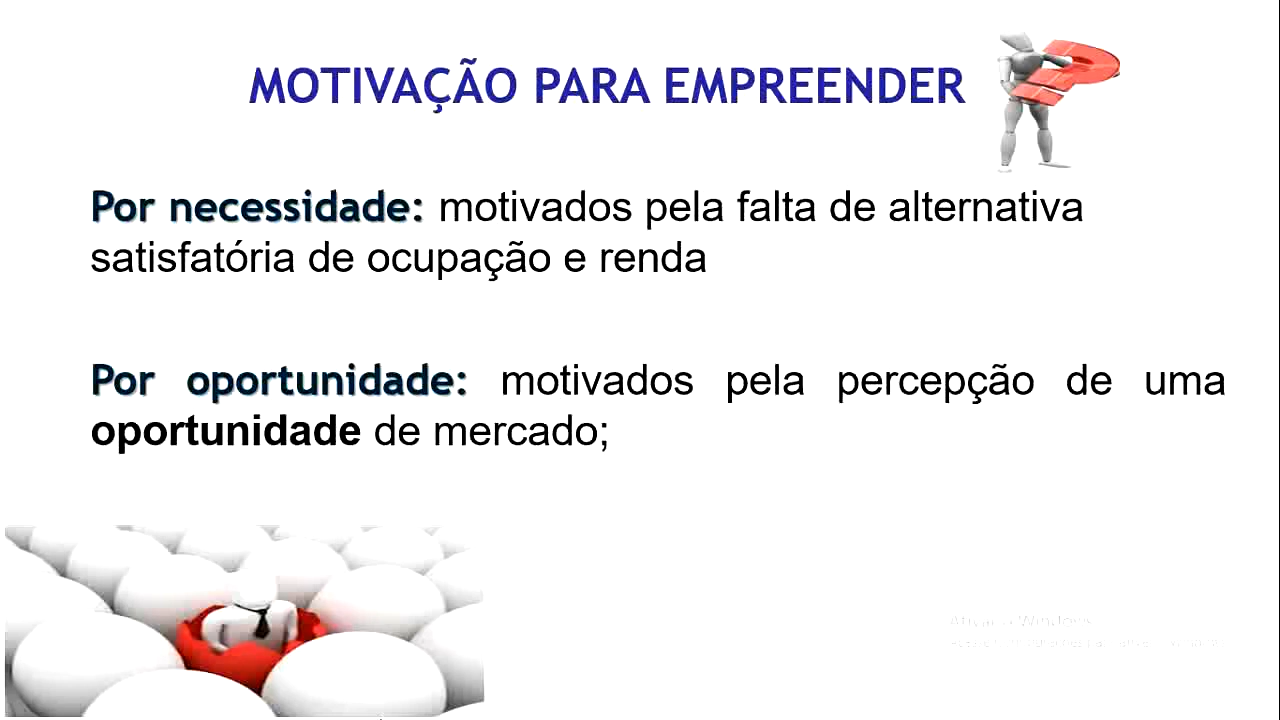 MOTIVAÇÃO PARA EMPREENDER
Por necessidade: motivados pela falta de alternativa
satisfatória de ocupação e renda
Por oportunidade: motivados pela percepção de uma
oportunidade de mercado;